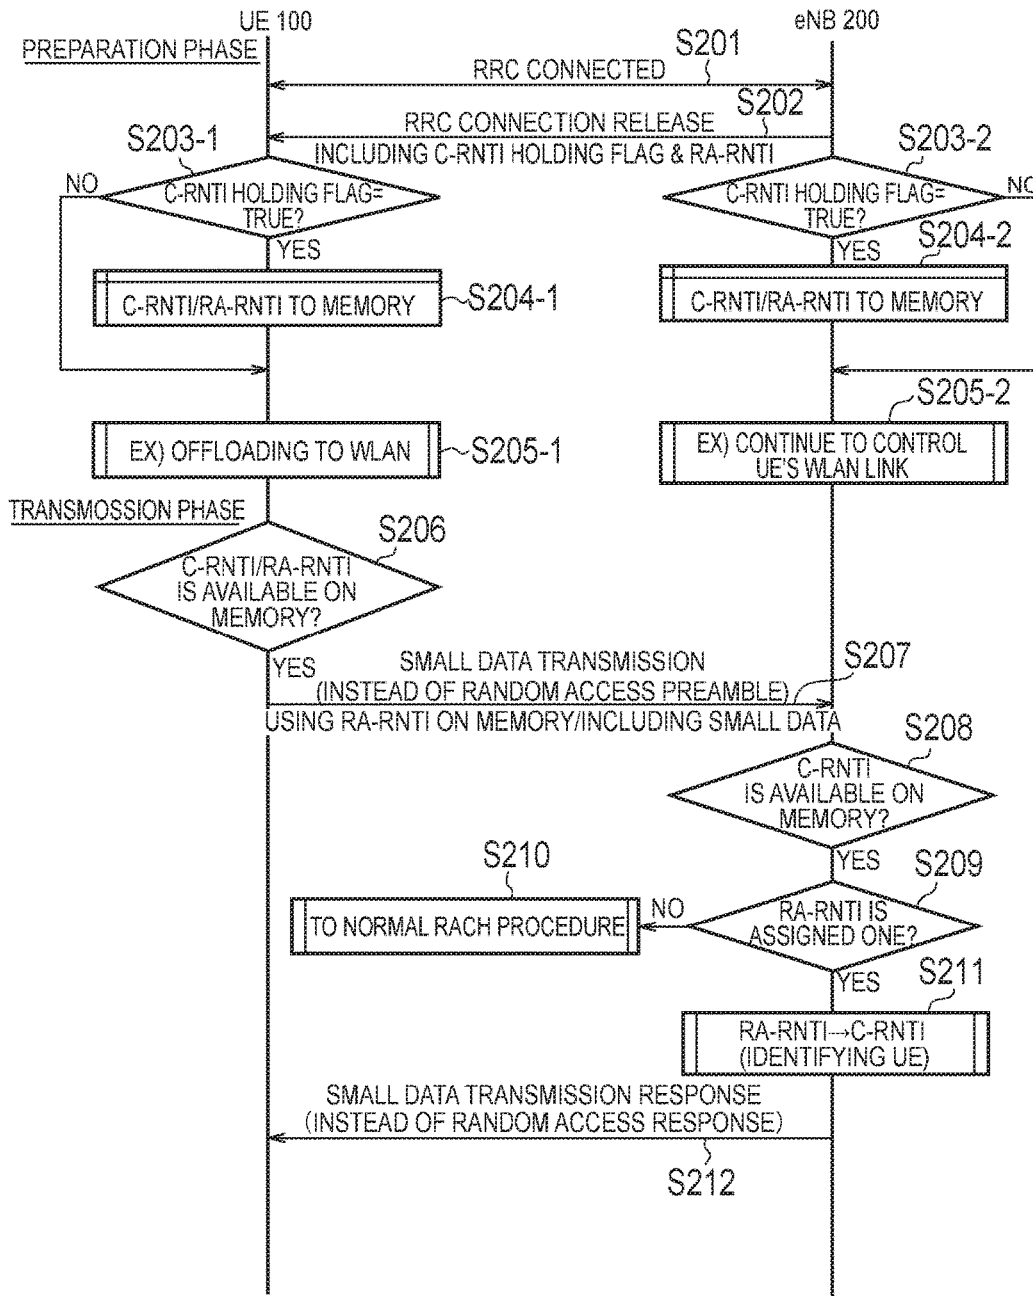 UE 100
eNB 200
PREPARATION PHASE
S201
RRC CONNECTED
S202
RRC CONNECTION RELEASE
INCLUDING C-RNTI HOLDING FLAG & RA-RNTI
S203-1
S203-2
NO
C-RNTI HOLDING FLAG=
TRUE?
YES
C-RNTI HOLDING FLAG=
TRUE?
NO
YES
S204-2
C-RNTI/RA-RNTI TO MEMORY
S204-1
C-RNTI/RA-RNTI TO MEMORY
S205-2
EX) OFFLOADING TO WLAN
S205-1
EX) CONTINUE TO CONTROL
UE'S WLAN LINK
TRANSMOSSION PHASE
S206
C-RNTI/RA-RNTI
IS AVAILABLE ON
MEMORY?
YES
SMALL DATA TRANSMISSION
(INSTEAD OF RANDOM ACCESS PREAMBLE)
S207
USING RA-RNTI ON MEMORY/INCLUDING SMALL DATA
S208
C-RNTI
IS AVAILABLE ON
MEMORY?
YES
S210
S209
TO NORMAL RACH PROCEDURE
NO
RA-RNTI IS
ASSIGNED ONE?
YES
S211
RA-RNTI→C-RNTI
(IDENTIFYING UE)
SMALL DATA TRANSMISSION RESPONSE
(INSTEAD OF RANDOM ACCESS RESPONSE)
S212